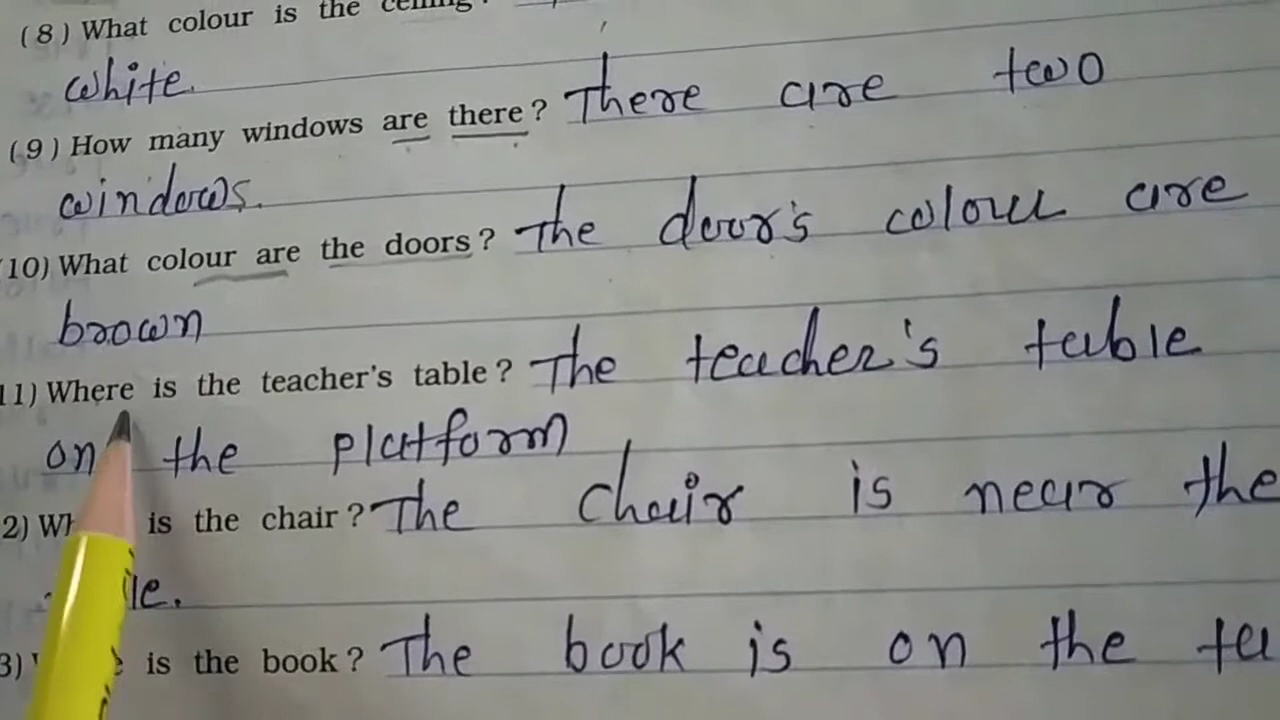 (8) What colour is the ceiling?
white.
(9) How many windows are there? There are two
windows.
10) What colour are the doors? The door's colour are
brown
11) Where is the teacher's table? The teacher's table
on the platform
2) Wh is the chair? The chair is near the
le.
3) is the book? The book is on the ta